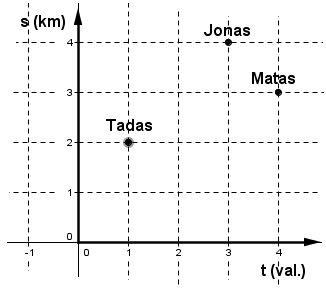 s (km)
Jonas
4
Matas
3
Tadas
2
1
0
-1 0 1 2 3 4
t (val.)